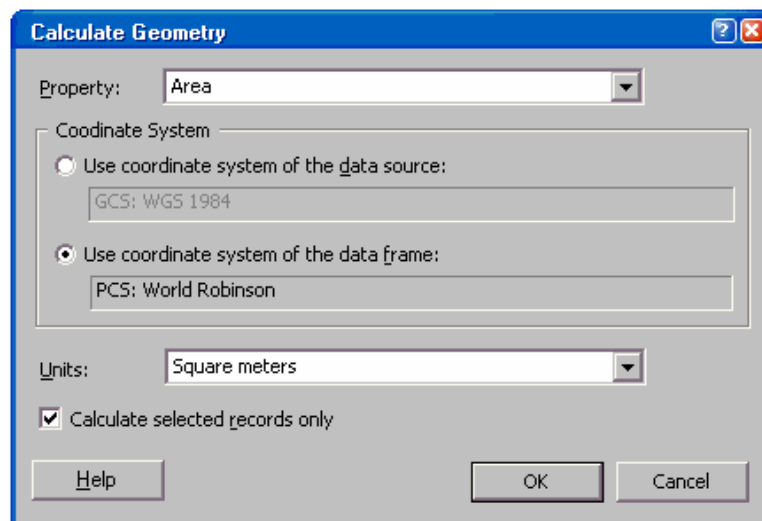 Calculate Geometry
Property: Area
Coodinate System
Use coordinate system of the data source:
GCS: WGS 1984
Use coordinate system of the data frame:
PCS: World Robinson
Units: Square meters
Calculate selected records only
Help OK Cancel